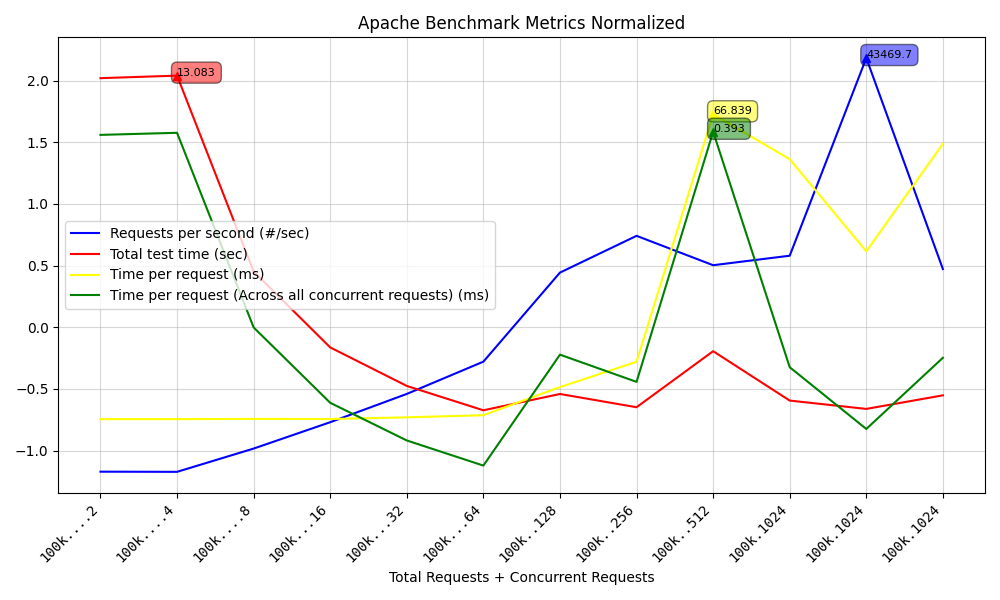 Apache Benchmark Metrics Normalized
13.083
43469.7
66.839
0.393
2.0
1.5
1.0
0.5
0.0
−0.5
−1.0
Requests per second (#/sec)
Total test time (sec)
Time per request (ms)
Time per request (Across all concurrent requests) (ms)
100k....2
100k....4
100k....8
100k...16
100k...32
100k...64
100k..128
100k..256
100k..512
100k.1024
100k.1024
100k.1024
Total Requests + Concurrent Requests